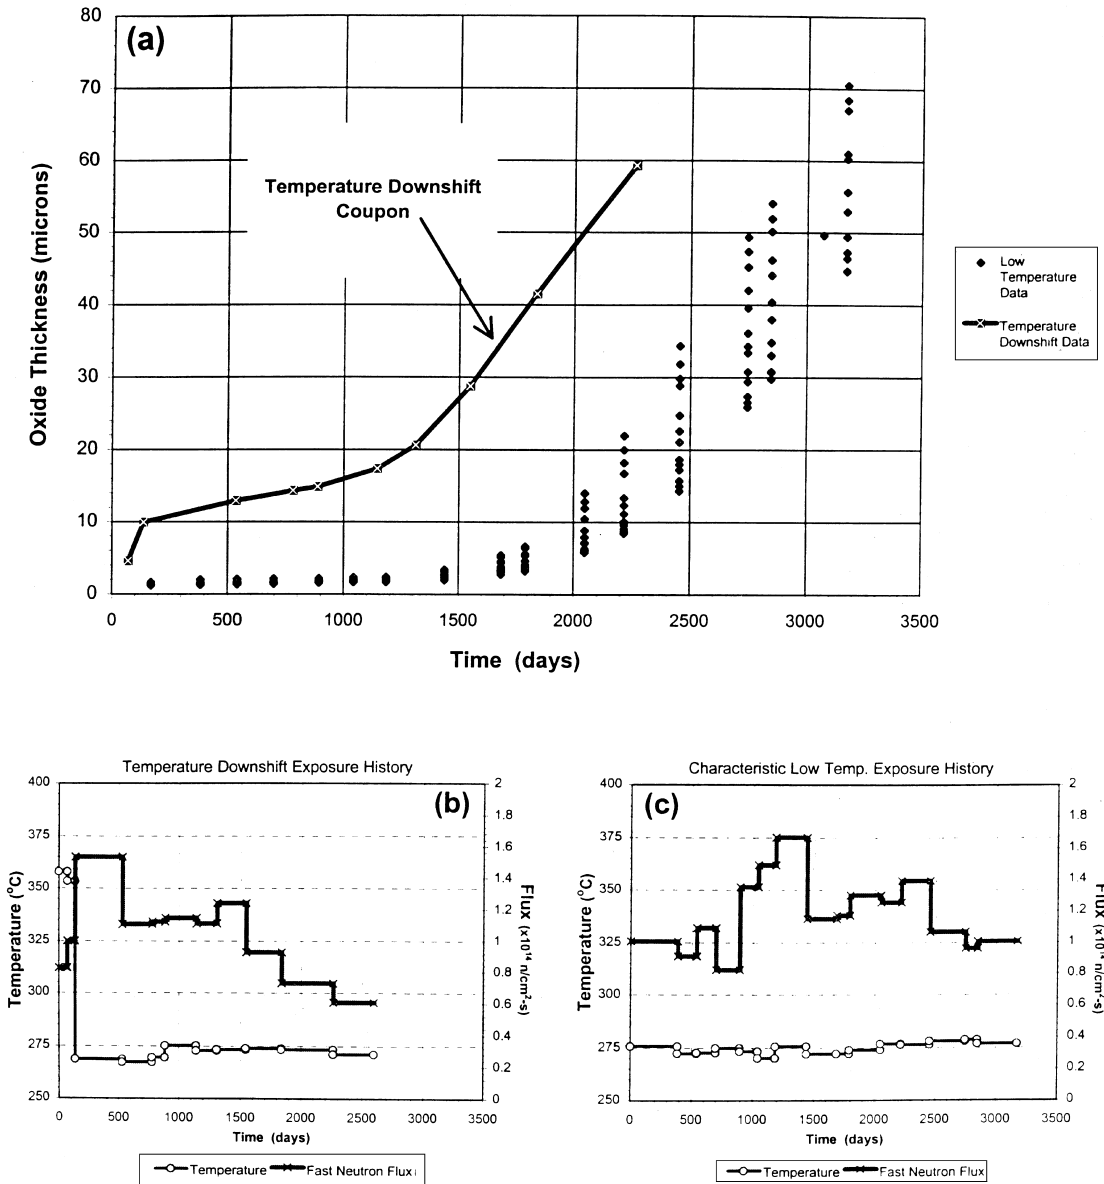 (a)
80
70
60
50
40
30
20
10
0
Oxide Thickness (microns)
Temperature Downshift
Coupon
0 500 1000 1500 2000 2500 3000 3500
Time (days)
Low
Temperature
Data
Temperature
Downshift Data
Temperature Downshift Exposure History
(b)
400
375
350
325
300
275
250
Temperature (°C)
2
1.8
1.6
1.4
1.2
1
0.8
0.6
0.4
0.2
0
Flux (x10¹⁴ n/cm²-s)
0 500 1000 1500 2000 2500 3000 3500
Time (days)
Temperature Fast Neutron Flux
Characteristic Low Temp. Exposure History
(c)
400
375
350
325
300
275
250
Temperature (°C)
2
1.8
1.6
1.4
1.2
1
0.8
0.6
0.4
0.2
0
Flux (x10¹⁴ n/cm²-s)
0 500 1000 1500 2000 2500 3000 3500
Time (days)
Temperature Fast Neutron Flux